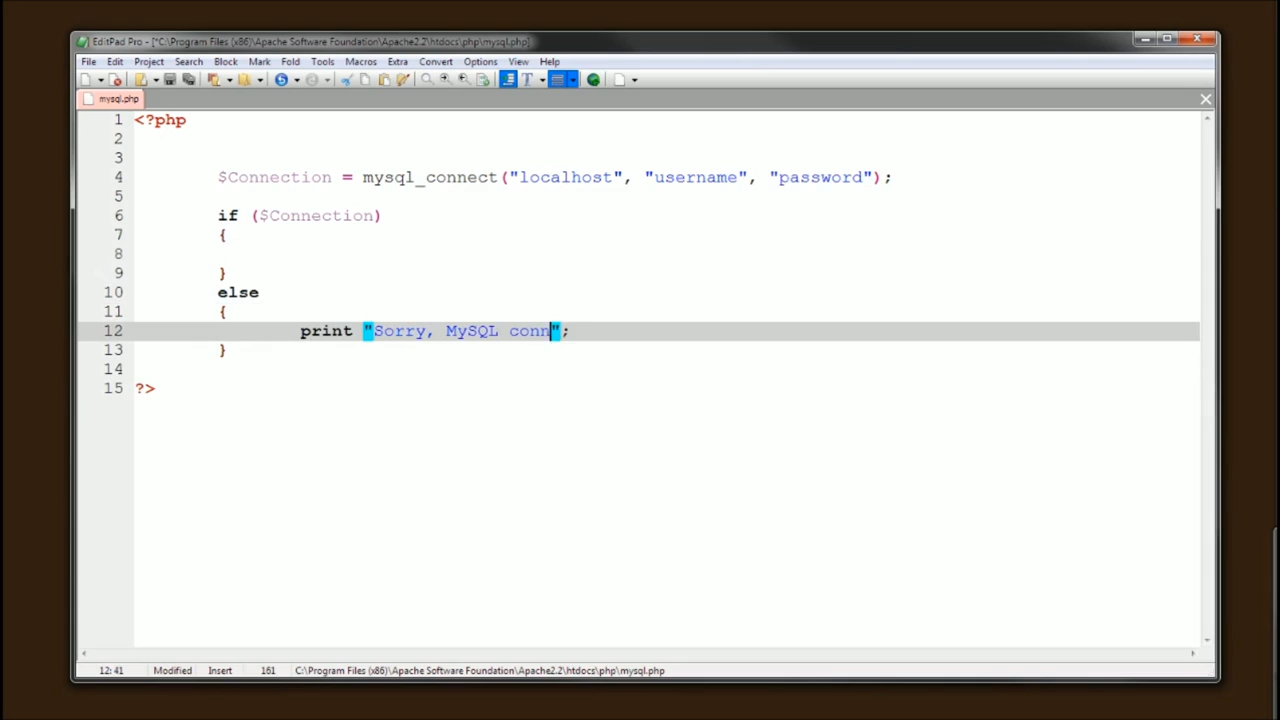 EditPad Pro - [*C:\Program Files (x86)\Apache Software Foundation\Apache2.2\htdocs\php\mysql.php]
File Edit Project Search Block Mark Fold Tools Macros Extra Convert Options View Help
mysql.php
1 <?php
2
3
4 $Connection = mysql_connect("localhost", "username", "password");
5
6 if ($Connection)
7 {
8
9 }
10 else
11 {
12 print "Sorry, MySQL conn";
13 }
14
15 ?>
12:41 Modified Insert 161 C:\Program Files (x86)\Apache Software Foundation\Apache2.2\htdocs\php\mysql.php